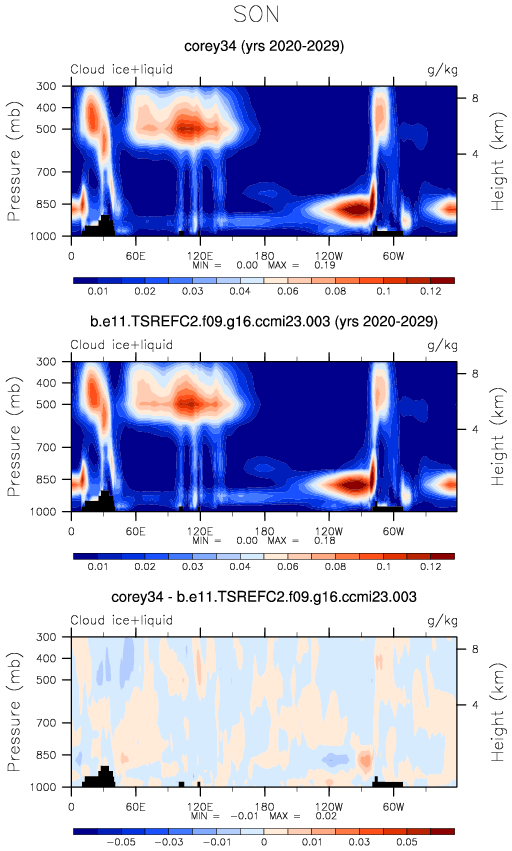 SON
corey34 (yrs 2020-2029)
Cloud ice+liquid g/kg
300
400
500
700
850
1000
Pressure (mb)
8
4
Height (km)
0 60E 120E 180 120W 60W
MIN = 0.00 MAX = 0.19
0.01 0.02 0.04 0.06 0.08 0.1 0.12
b.e11.TSREFC2.f09.g16.ccmi23.003 (yrs 2020-2029)
Cloud ice+liquid g/kg
300
400
500
700
850
1000
Pressure (mb)
8
4
Height (km)
0 60E 120E 180 120W 60W
MIN = 0.00 MAX = 0.18
0.01 0.02 0.04 0.06 0.08 0.1 0.12
corey34 - b.e11.TSREFC2.f09.g16.ccmi23.003
Cloud ice+liquid g/kg
300
400
500
700
850
1000
Pressure (mb)
8
4
Height (km)
0 60E 120E 180 120W 60W
MIN = -0.01 MAX = 0.02
-0.05 -0.03 -0.01 0 0.01 0.03 0.05